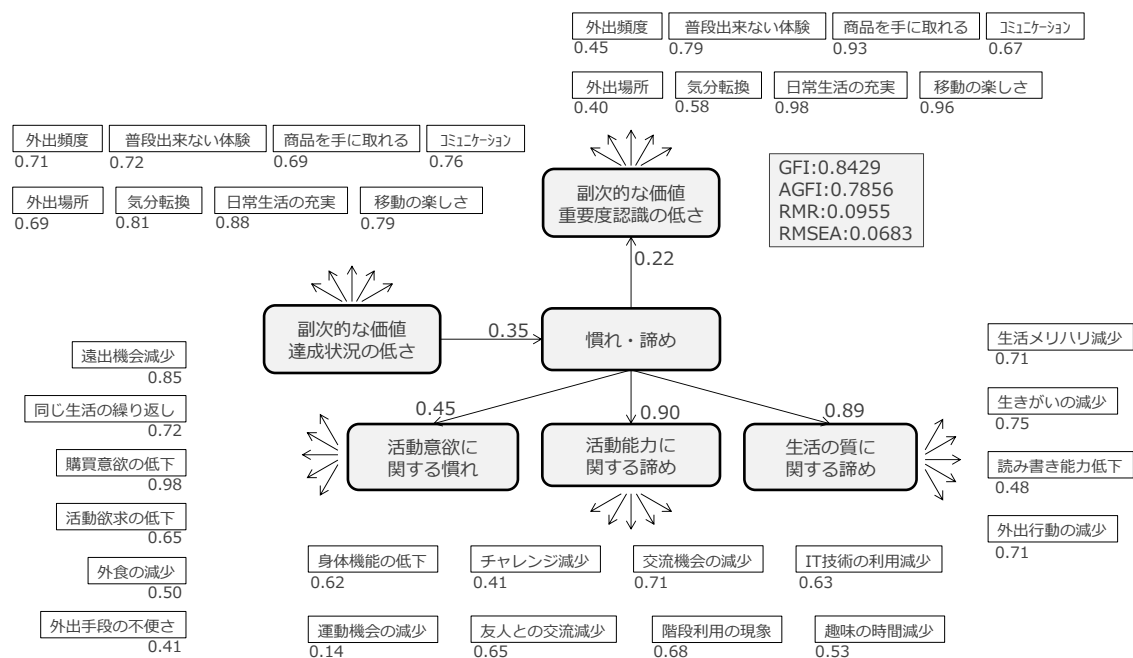 外出頻度 普段出来ない体験 商品を手に取れる コミュニケーション
0.45 0.79 0.93 0.67
外出場所 気分転換 日常生活の充実 移動の楽しさ
0.40 0.58 0.98 0.96
外出頻度 普段出来ない体験 商品を手に取れる コミュニケーション
0.71 0.72 0.69 0.76
外出場所 気分転換 日常生活の充実 移動の楽しさ
0.69 0.81 0.88 0.79
副次的な価値
重要度認識の低さ
GFI:0.8429
AGFI:0.7856
RMR:0.0955
RMSEA:0.0683
0.22
副次的な価値
達成状況の低さ
0.35
慣れ・諦め
0.45
0.90
0.89
活動意欲に
関する慣れ
活動能力に
関する諦め
生活の質に
関する諦め
遠出機会減少
0.85
同じ生活の繰り返し
0.72
購買意欲の低下
0.98
活動欲求の低下
0.65
外食の減少
0.50
外出手段の不便さ
0.41
生活メリハリ減少
0.71
生きがいの減少
0.75
読み書き能力低下
0.48
外出行動の減少
0.71
身体機能の低下 チャレンジ減少 交流機会の減少 IT技術の利用減少
0.62 0.41 0.71 0.63
運動機会の減少 友人との交流減少 階段利用の現象 趣味の時間減少
0.14 0.65 0.68 0.53